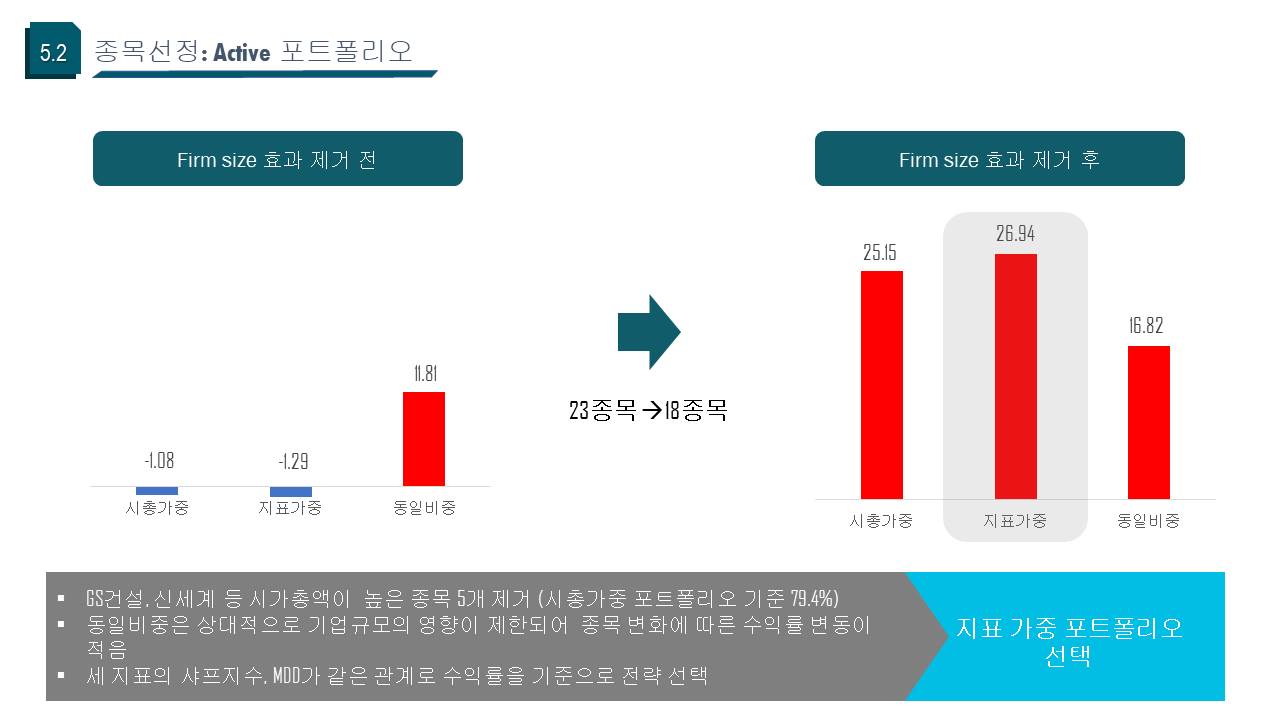 5.2
종목선정: Active 포트폴리오
Firm size 효과 제거 전
Firm size 효과 제거 후
-1.08
-1.29
11.81
시총가중
지표가중
동일비중
23종목→18종목
25.15
26.94
16.82
시총가중
지표가중
동일비중
▪ GS건설, 신세계 등 시가총액이 높은 종목 5개 제거 (시총가중 포트폴리오 기준 79.4%)
▪ 동일비중은 상대적으로 기업규모의 영향이 제한되어 종목 변화에 따른 수익률 변동이
적음
▪ 세 지표의 샤프지수, MDD가 같은 관계로 수익률을 기준으로 전략 선택
지표 가중 포트폴리오
선택